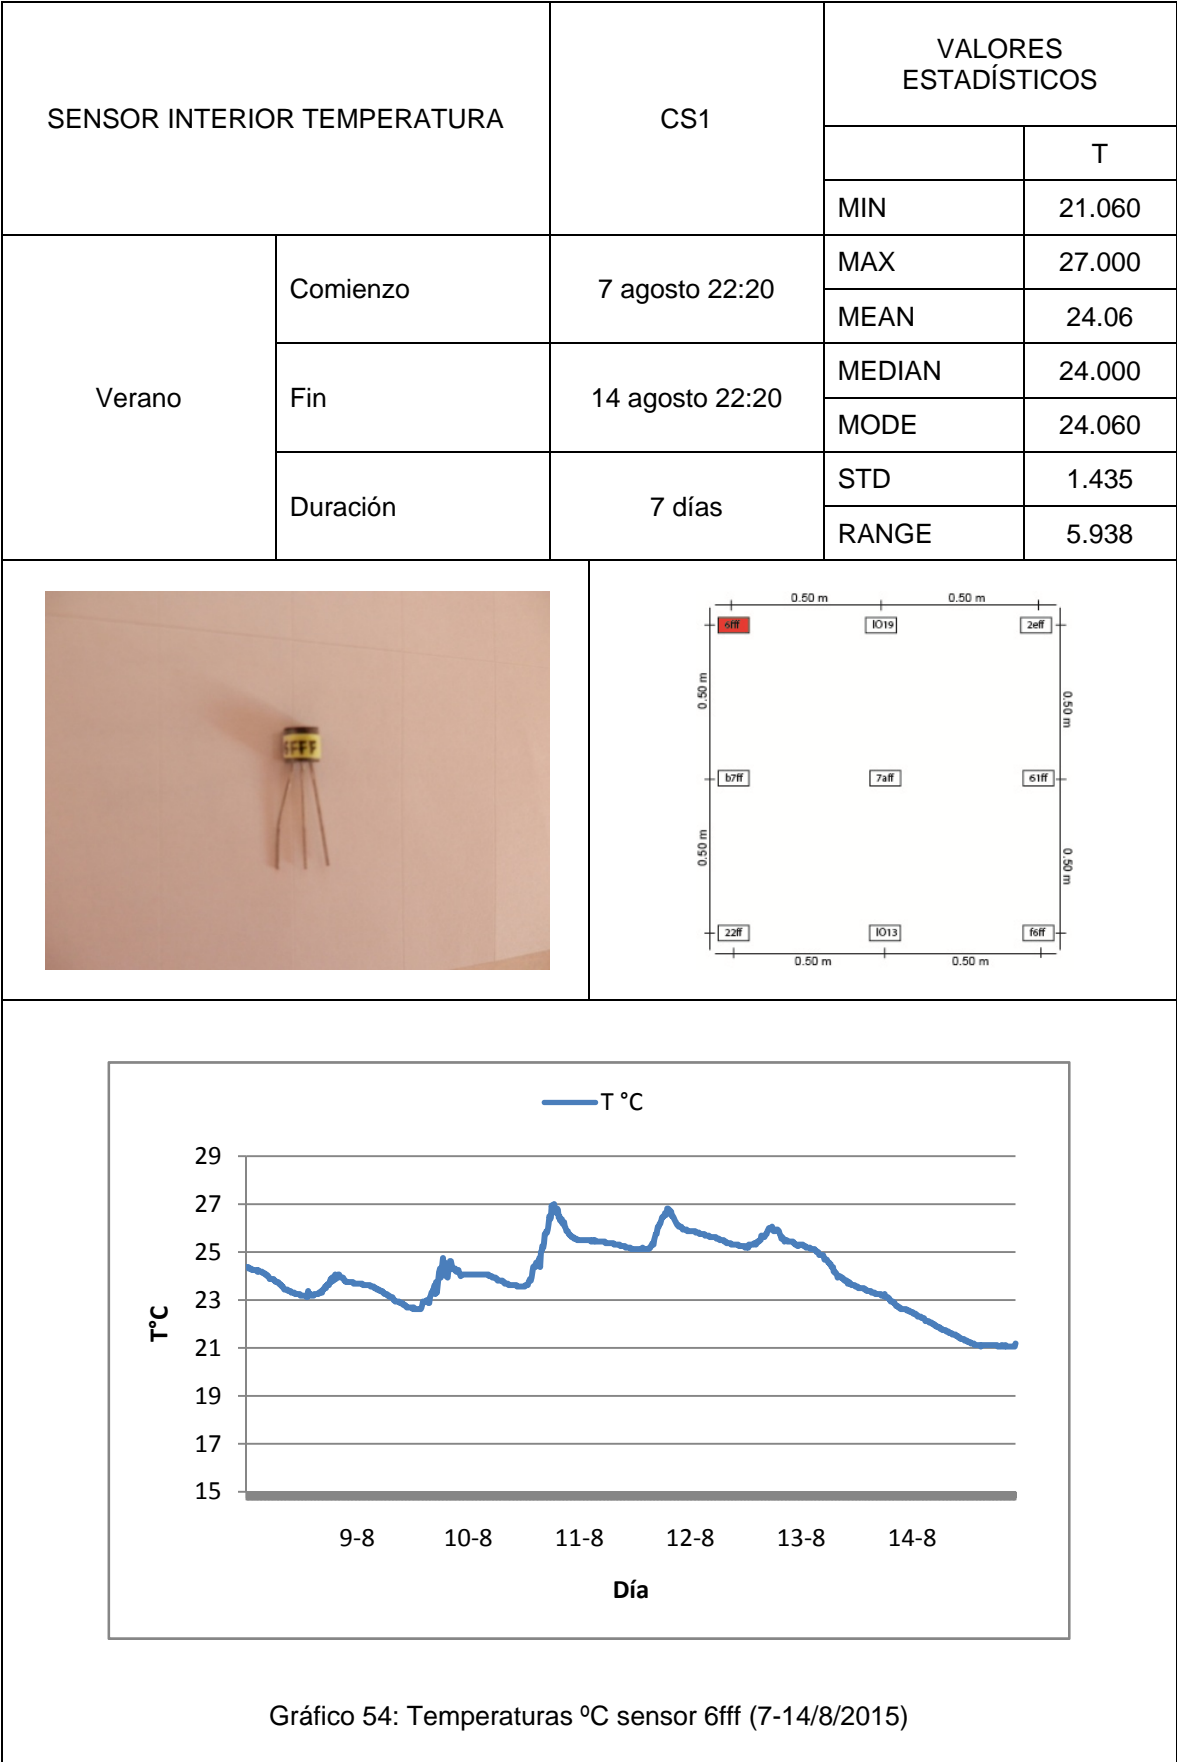 SENSOR INTERIOR TEMPERATURA
CS1
VALORES
ESTADÍSTICOS
T
MIN 21.060
Verano
Comienzo
7 agosto 22:20
MAX 27.000
MEAN 24.06
Fin
14 agosto 22:20
MEDIAN 24.000
MODE 24.060
Duración
7 días
STD 1.435
RANGE 5.938
6FFF
0.50 m 0.50 m
6fff IO19 2eff
0.50 m 0.50 m
b7ff 7aff 61ff
0.50 m 0.50 m
22ff IO13 f6ff
0.50 m 0.50 m
T °C
29
27
25
23
21
19
17
15
T°C
9-8 10-8 11-8 12-8 13-8 14-8
Día
Gráfico 54: Temperaturas ºC sensor 6fff (7-14/8/2015)